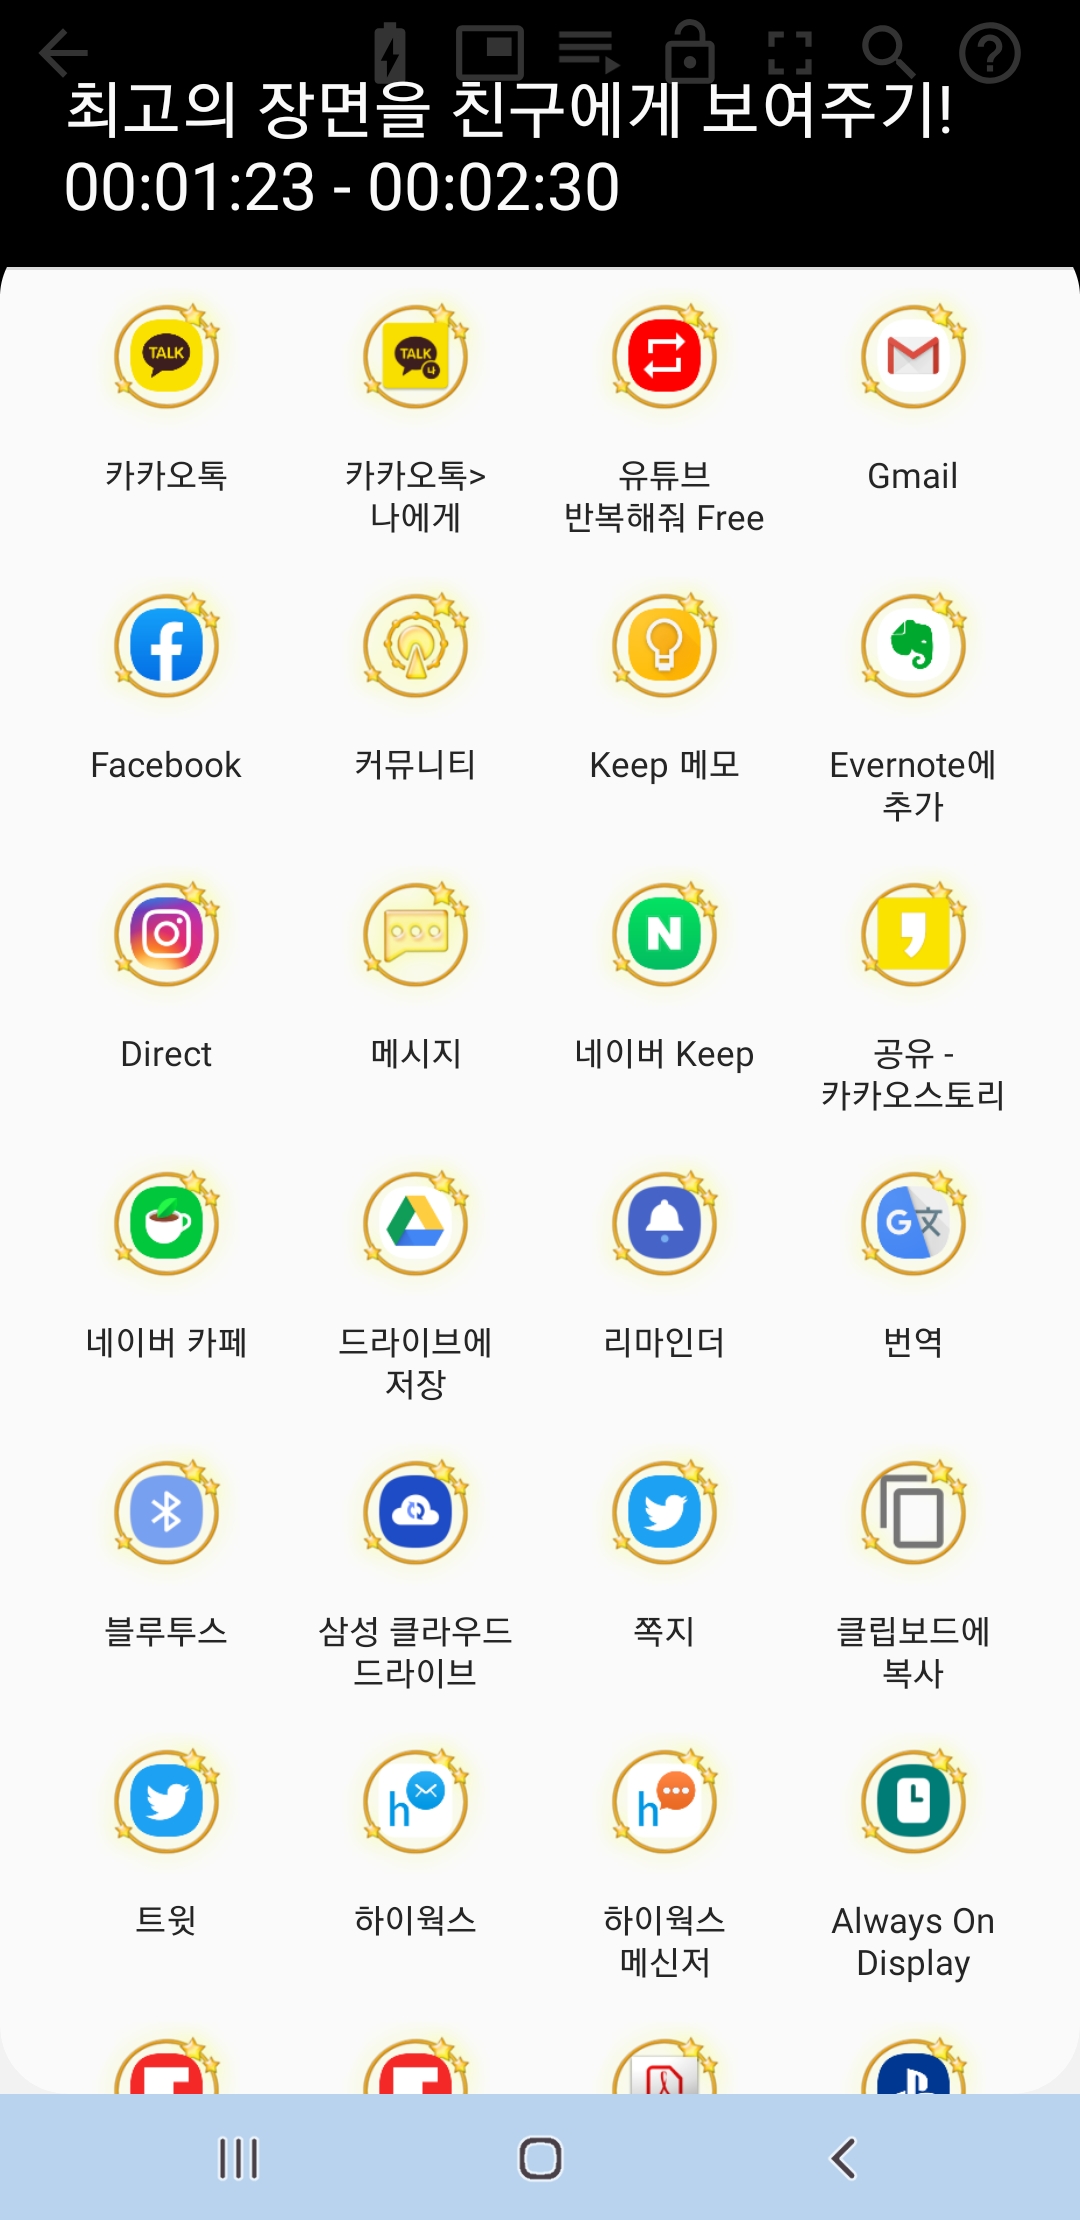 최고의 장면을 친구에게 보여주기!
00:01:23 - 00:02:30
TALK
TALK
4
카카오톡
카카오톡>
나에게
유튜브
반복해줘 Free
Gmail
Facebook
커뮤니티
Keep 메모
Evernote에
추가
N
Direct
메시지
네이버 Keep
공유 -
카카오스토리
G文
네이버 카페
드라이브에
저장
리마인더
번역
블루투스
삼성 클라우드
드라이브
쪽지
클립보드에
복사
h
h
트윗
하이웍스
하이웍스
메신저
Always On
Display